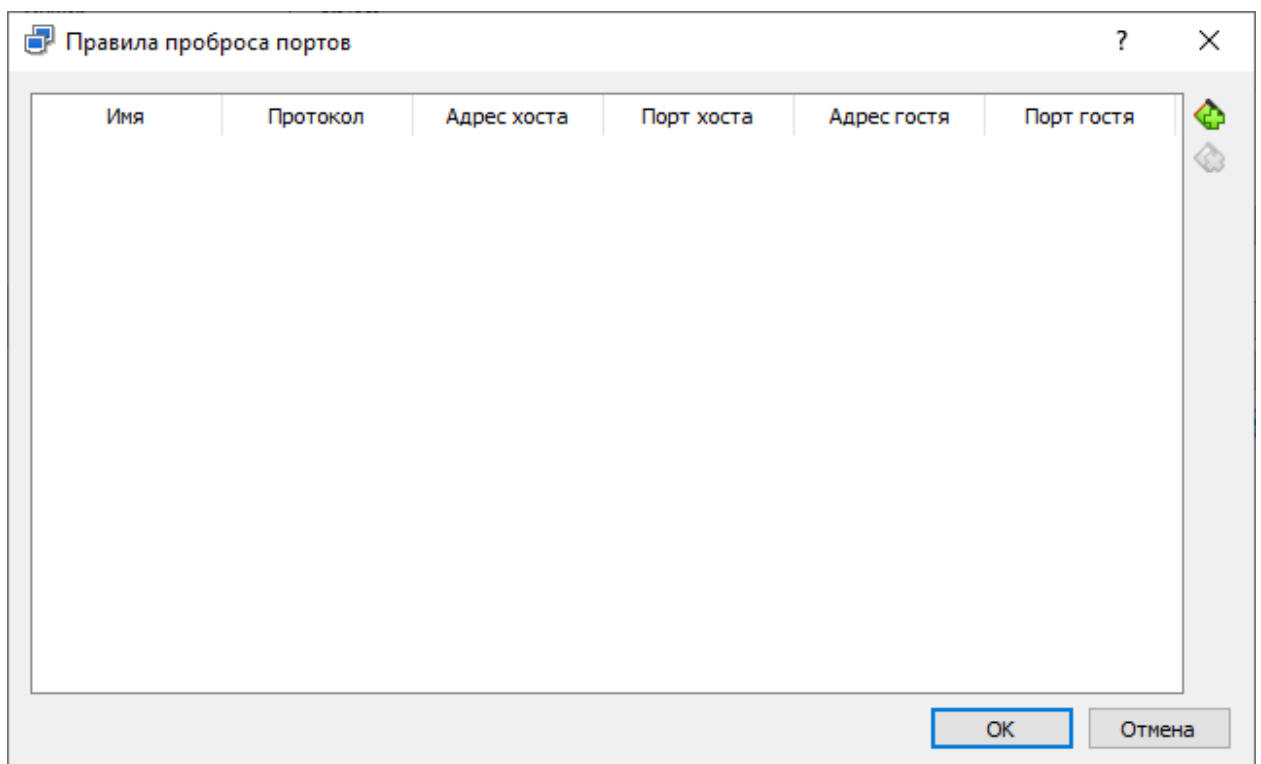 Правила проброса портов ?
Имя Протокол Адрес хоста Порт хоста Адрес гостя Порт гостя
OK Отмена